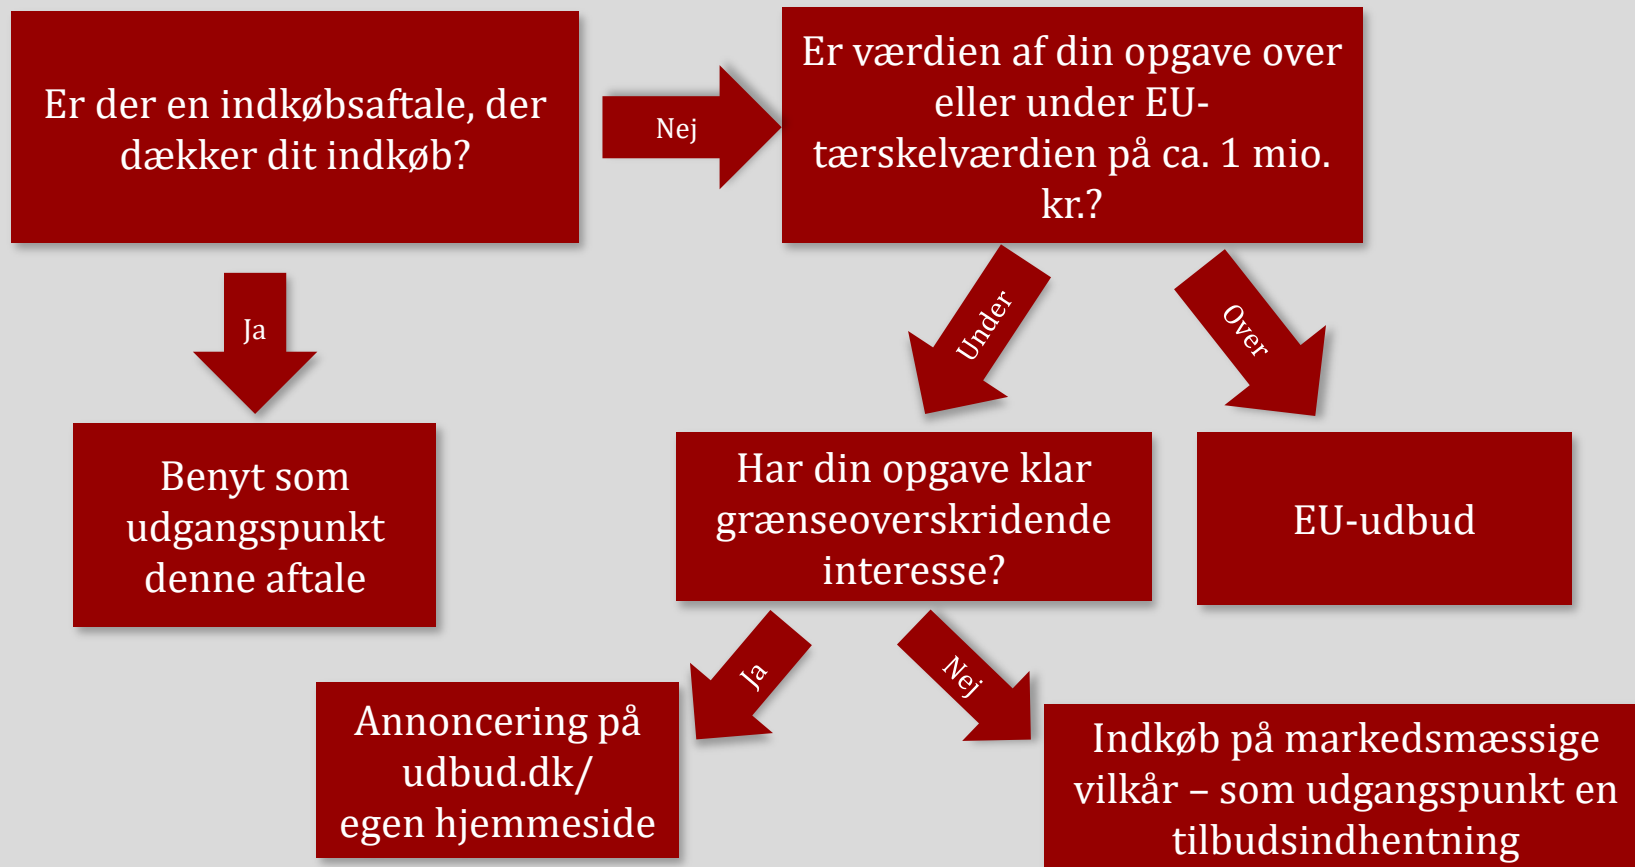 Er der en indkøbsaftale, der
dækker dit indkøb?
Nej
Er værdien af din opgave over
eller under EU-
tærskelværdien på ca. 1 mio.
kr.?
Ja
Under
Over
Benyt som
udgangspunkt
denne aftale
Har din opgave klar
grænseoverskridende
interesse?
EU-udbud
Ja
Nej
Annoncering på
udbud.dk/
egen hjemmeside
Indkøb på markedsmæssige
vilkår – som udgangspunkt en
tilbudsindhentning